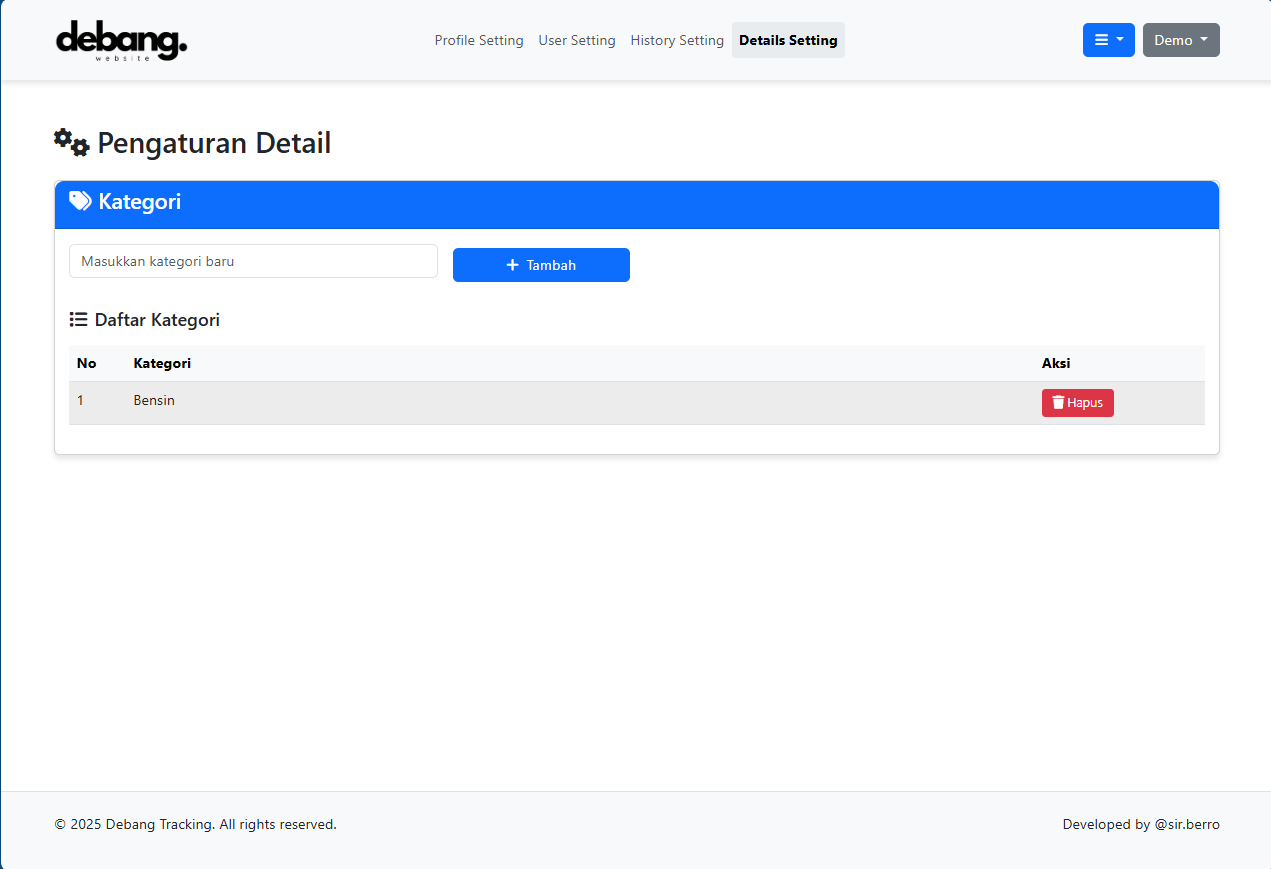 debang.
website
Profile Setting User Setting History Setting Details Setting
Demo
Pengaturan Detail
Kategori
Masukkan kategori baru
Tambah
Daftar Kategori
No Kategori Aksi
1 Bensin Hapus
© 2025 Debang Tracking. All rights reserved. Developed by @sir.berro